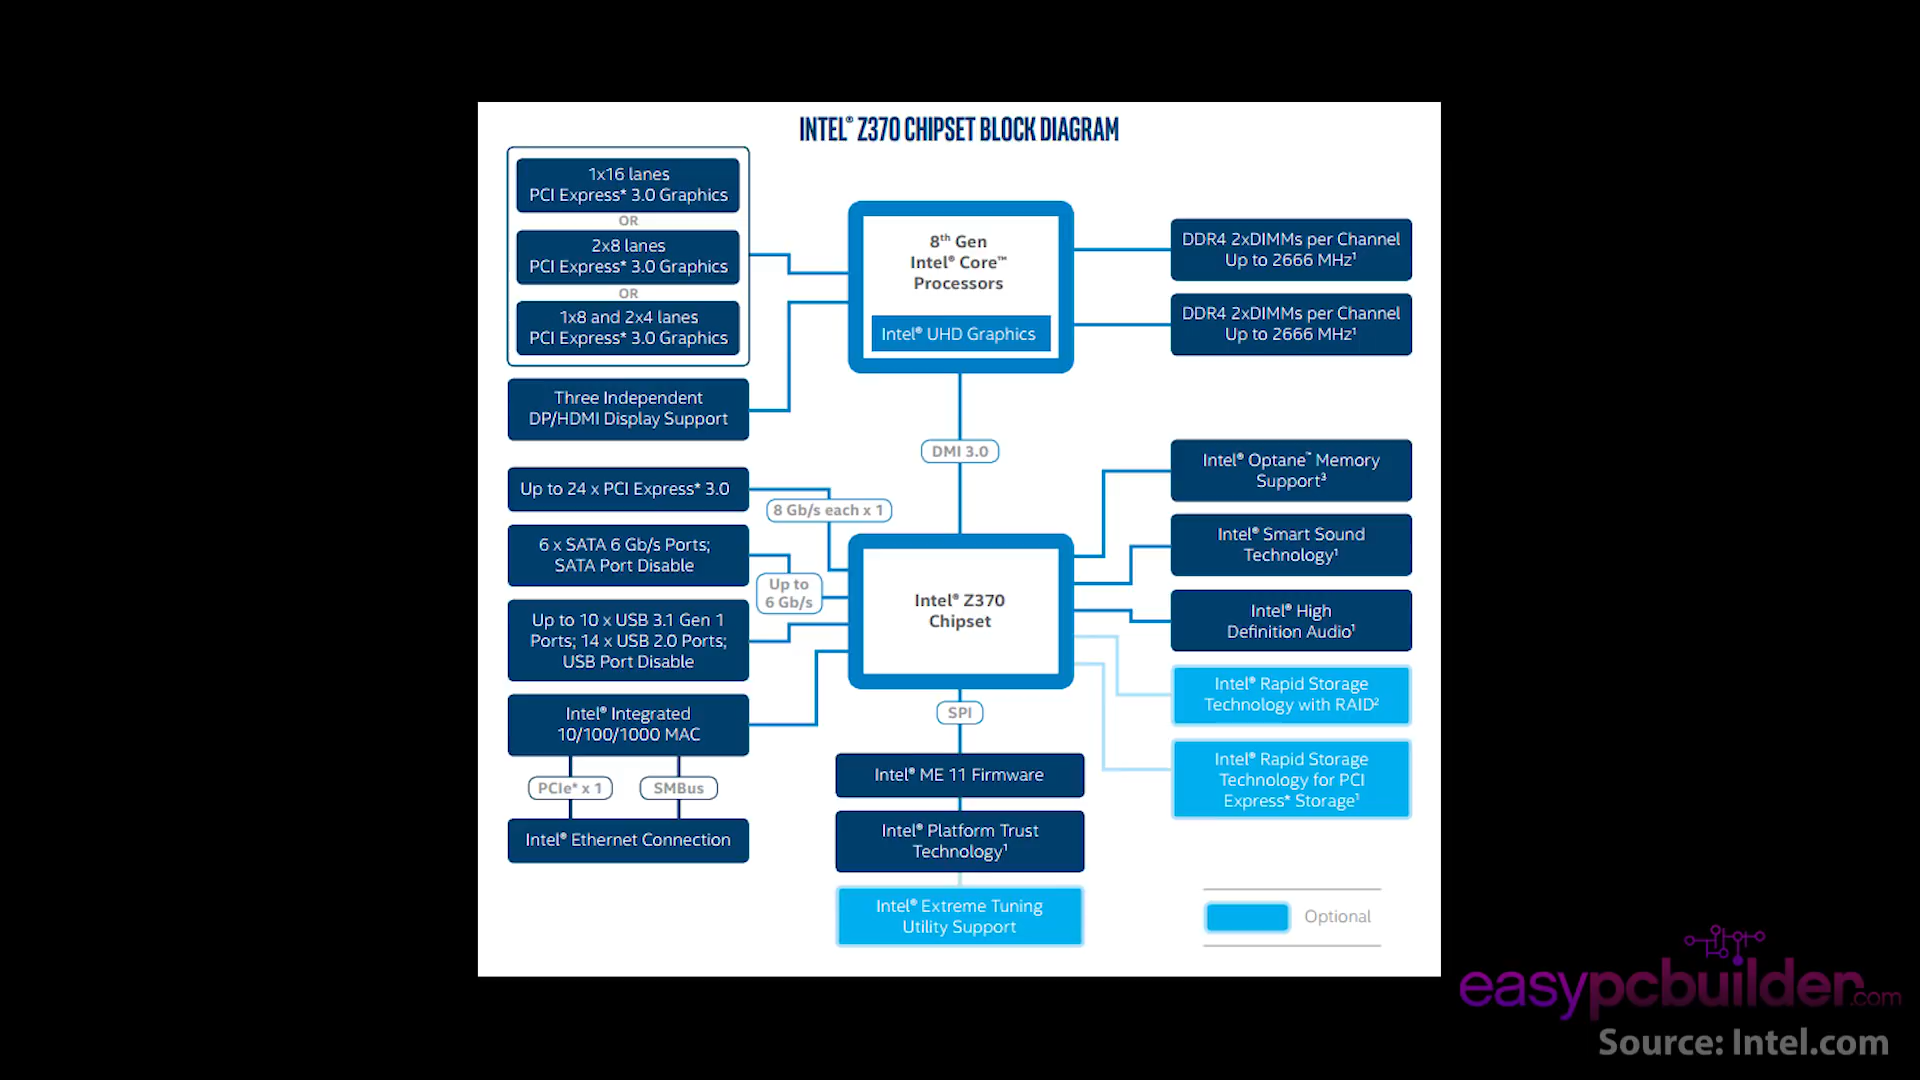 INTEL® Z370 CHIPSET BLOCK DIAGRAM
1x16 lanes
PCI Express* 3.0 Graphics
OR
2x8 lanes
PCI Express* 3.0 Graphics
OR
1x8 and 2x4 lanes
PCI Express* 3.0 Graphics
Three Independent
DP/HDMI Display Support
8th Gen
Intel® Core™
Processors
Intel® UHD Graphics
DDR4 2xDIMMs per Channel
Up to 2666 MHz¹
DDR4 2xDIMMs per Channel
Up to 2666 MHz¹
DMI 3.0
Up to 24 x PCI Express* 3.0
8 Gb/s each x 1
6 x SATA 6 Gb/s Ports;
SATA Port Disable
Up to
6 Gb/s
Up to 10 x USB 3.1 Gen 1
Ports; 14 x USB 2.0 Ports;
USB Port Disable
Intel® Integrated
10/100/1000 MAC
PCIe* x 1
SMBus
Intel® Ethernet Connection
Intel® Z370
Chipset
SPI
Intel® ME 11 Firmware
Intel® Platform Trust
Technology¹
Intel® Extreme Tuning
Utility Support
Intel® Optane™ Memory
Support³
Intel® Smart Sound
Technology¹
Intel® High
Definition Audio¹
Intel® Rapid Storage
Technology with RAID²
Intel® Rapid Storage
Technology for PCI
Express* Storage¹
Optional
easypcbuilder.com
Source: Intel.com